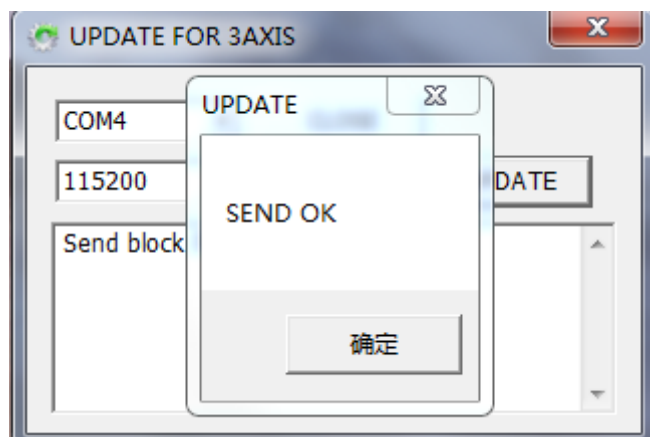 UPDATE FOR 3AXIS
UPDATE
COM4
115200
DATE
SEND OK
Send block
确定